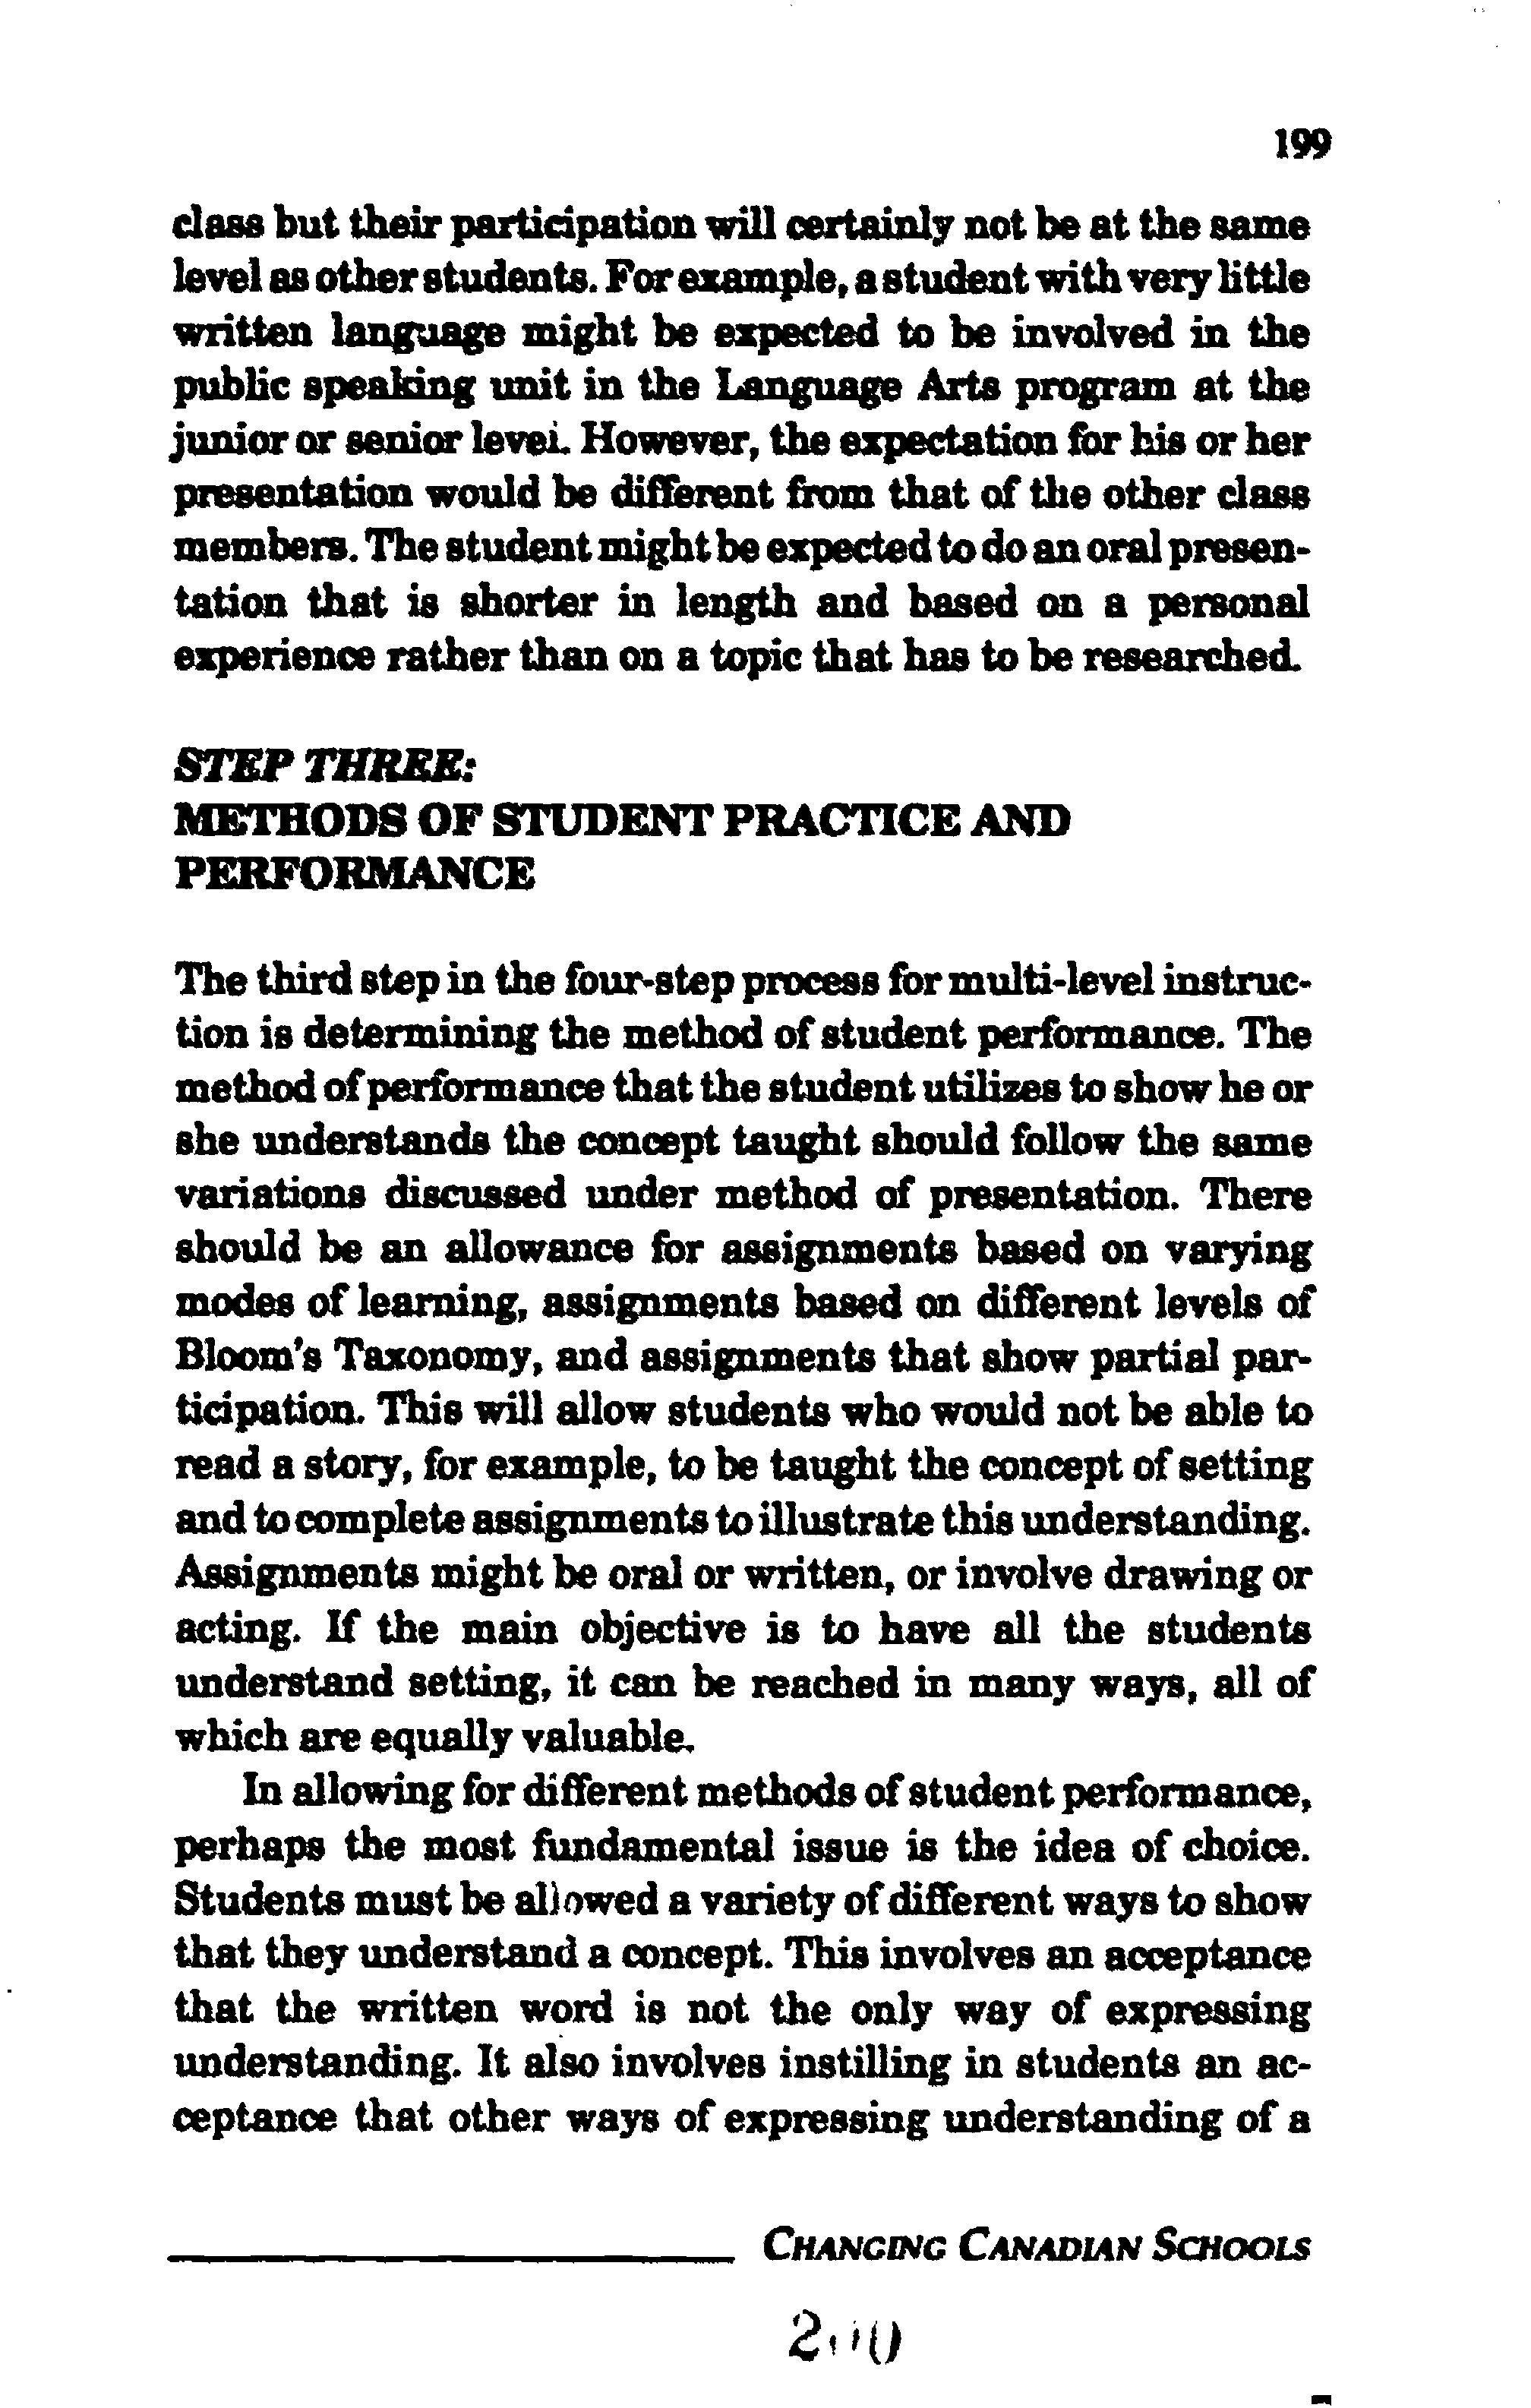 199
class but their participation will certainly not be at the same
level as other students. For example, a student with very little
written language might be expected to be involved in the
public speaking unit in the Language Arts program at the
junior or senior level. However, the expectation for his or her
presentation would be different from that of the other class
members. The student might be expected to do an oral presen-
tation that is shorter in length and based on a personal
experience rather than on a topic that has to be researched.
STEP THREE:
METHODS OF STUDENT PRACTICE AND
PERFORMANCE
The third step in the four-step process for multi-level instruc-
tion is determining the method of student performance. The
method of performance that the student utilizes to show he or
she understands the concept taught should follow the same
variations discussed under method of presentation. There
should be an allowance for assignments based on varying
modes of learning, assignments based on different levels of
Bloom's Taxonomy, and assignments that show partial par-
ticipation. This will allow students who would not be able to
read a story, for example, to be taught the concept of setting
and to complete assignments to illustrate this understanding.
Assignments might be oral or written, or involve drawing or
acting. If the main objective is to have all the students
understand setting, it can be reached in many ways, all of
which are equally valuable.
In allowing for different methods of student performance,
perhaps the most fundamental issue is the idea of choice.
Students must be allowed a variety of different ways to show
that they understand a concept. This involves an acceptance
that the written word is not the only way of expressing
understanding. It also involves instilling in students an ac-
ceptance that other ways of expressing understanding of a
CHANGING CANADIAN SCHOOLS